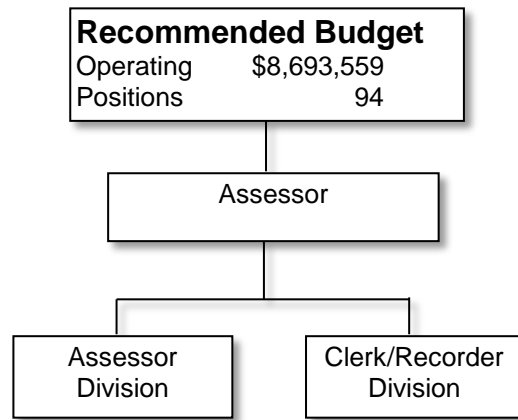 Recommended Budget
Operating $8,693,559
Positions 94
Assessor
Assessor
Division
Clerk/Recorder
Division